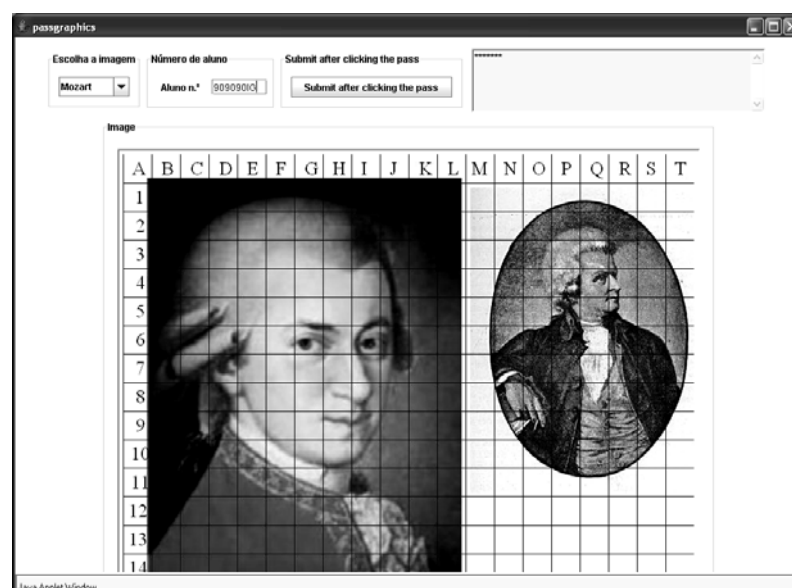 passgraphics
Escolha a imagem
Número de aluno
Submit after clicking the pass
*******
Mozart
Aluno n.º
Submit after clicking the pass
Image
A B C D E F G H I J K L M N O P Q R S T
1
2
3
4
5
6
7
8
9
10
11
12
13
14
Java Applet Window